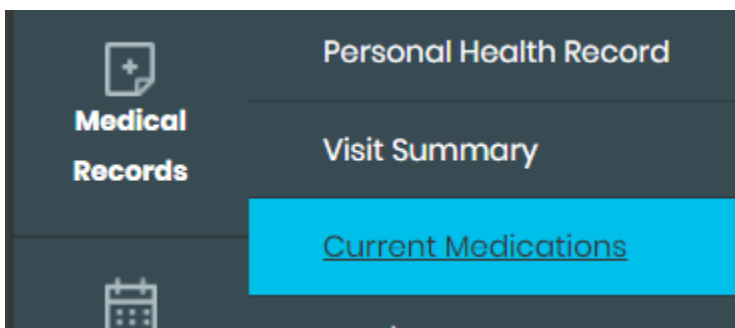 Medical
Records
Personal Health Record
Visit Summary
Current Medications